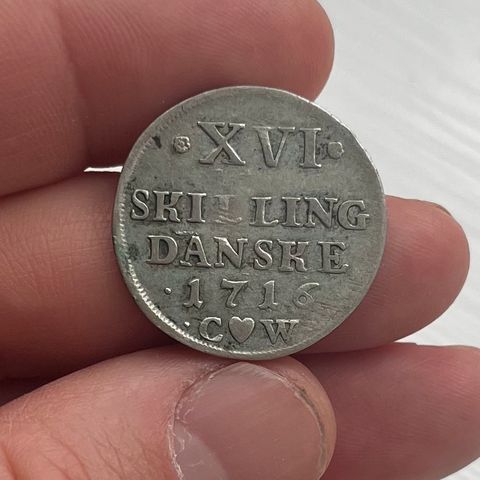 · XVI ·
SKILLING
DANSKE
· 1716
· C♥W